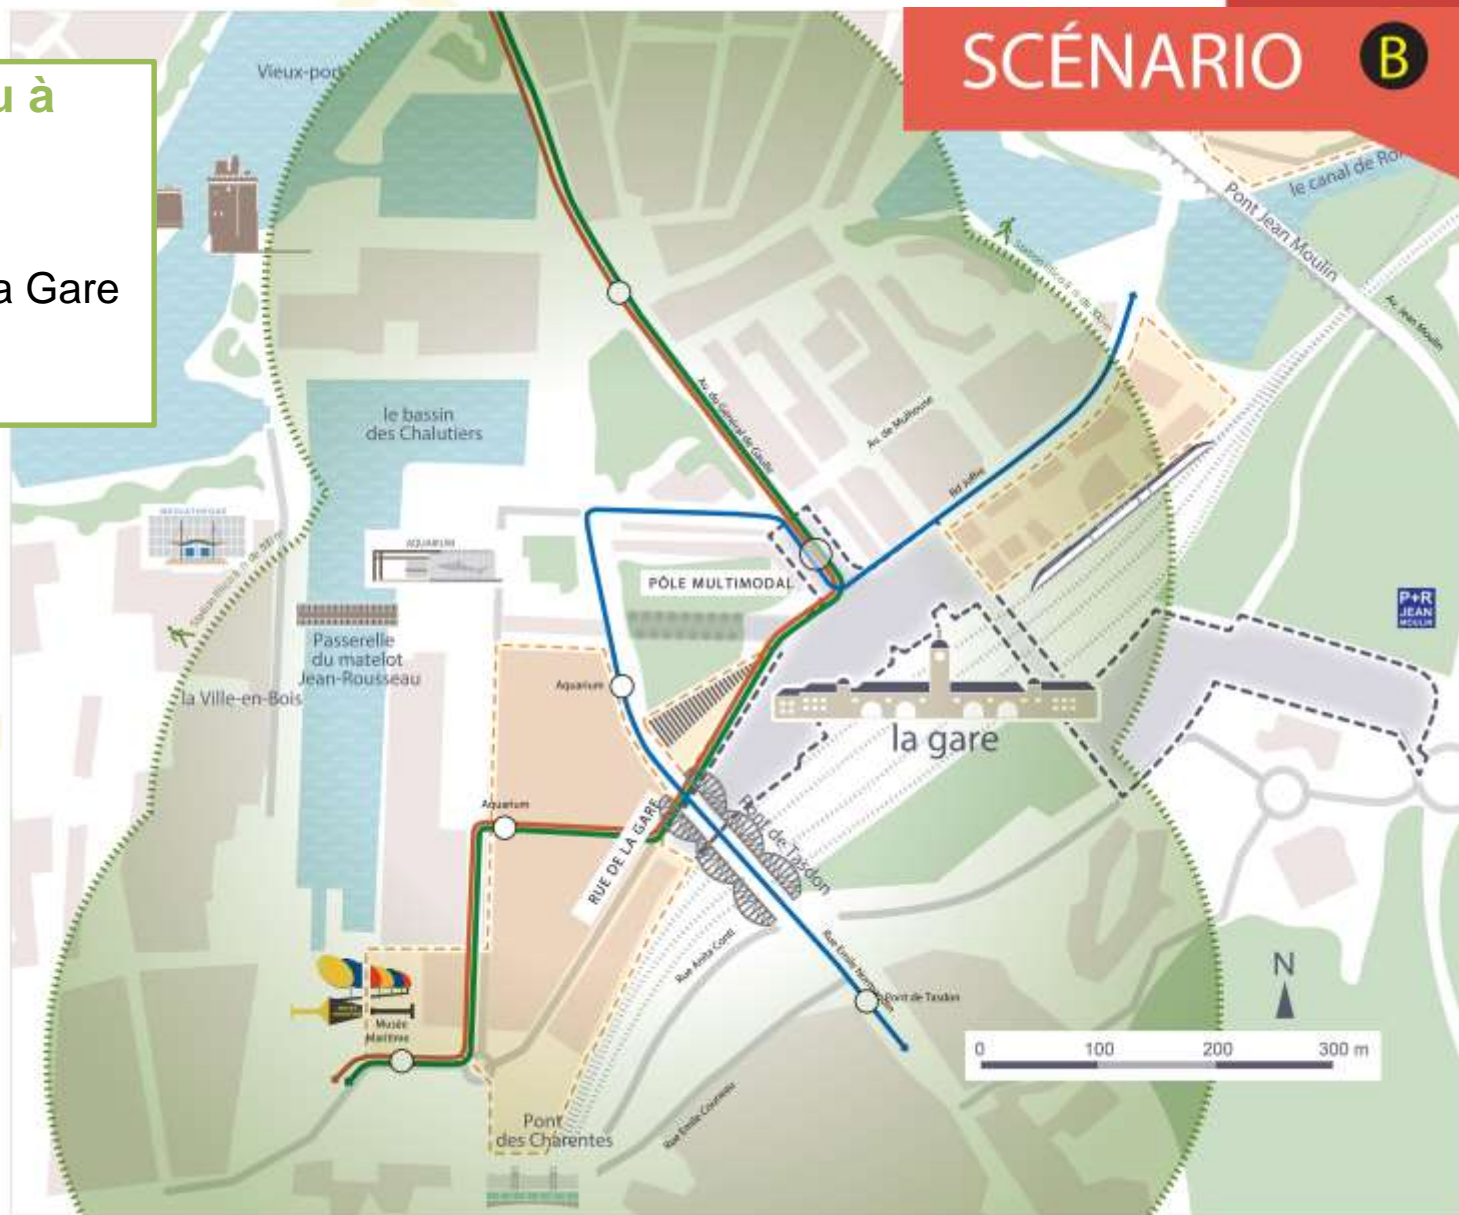 SCÉNARIO B
u à
a Gare
Vieux-port
le canal de Ro
Pont Jean Moulin
Av. Jean Moulin
Av. du Général de Gaulle
Av. de Mulhouse
Bd Joffre
le bassin
des Chalutiers
MEDIATHEQUE
AQUARIUM
PÔLE MULTIMODAL
P+R
JEAN
MOULIN
Passerelle
du matelot
Jean-Rousseau
la Ville-en-Bois
Aquarium
la gare
Aquarium
RUE DE LA GARE
Pont de Tasdon
Rue Anita Conti
Pont de Tasdon
Musée
Maritime
Rue Emile Couneau
Pont
des Charentes
N
0 100 200 300 m